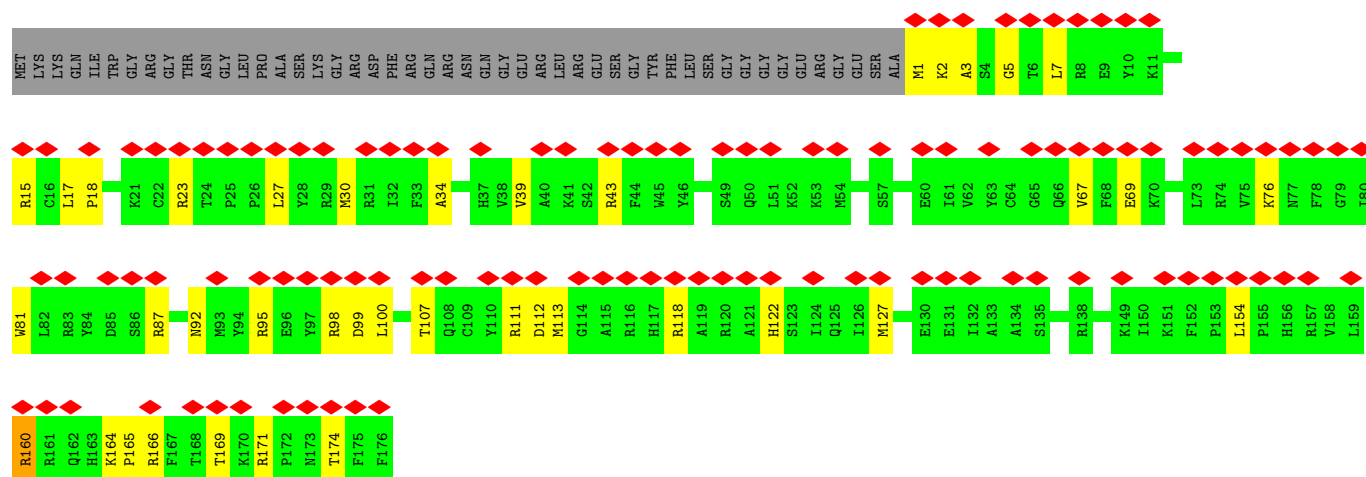 MET LYS LYS GLN ILE TRP GLY ARG GLY THR ASN GLY LEU PRO ALA SER LYS GLY ARG ASP PHE ARG GLN ARG ASN GLN GLY GLU ARG LEU ARG GLU SER GLY TYR PHE LEU SER GLY GLY GLY GLY GLU ARG GLY GLU SER ALA M1 K2 A3 S4 G5 T6 L7 R8 E9 Y10 K11
R15 C16 L17 P18 K21 C22 R23 T24 P25 P26 L27 Y28 R29 M30 R31 I32 F33 A34 H37 V38 V39 A40 K41 S42 R43 F44 W45 Y46 S49 Q50 L51 K52 K53 M54 S57 E60 I61 V62 Y63 C64 G65 Q66 V67 F68 E69 K70 L73 R74 V75 K76 N77 F78 G79 I80
W81 L82 R83 Y84 D85 S86 R87 N92 M93 Y94 R95 E96 Y97 R98 D99 L100 T107 Q108 C109 Y110 R111 D112 M113 G114 A115 R116 H117 R118 A119 R120 A121 H122 S123 I124 Q125 I126 M127 E130 E131 I132 A133 A134 S135 R138 K149 I150 K151 F152 P153 L154 P155 H156 R157 V158 L159
R160 R161 Q162 H163 K164 P165 R166 F167 T168 T169 K170 R171 P172 N173 T174 F175 F176